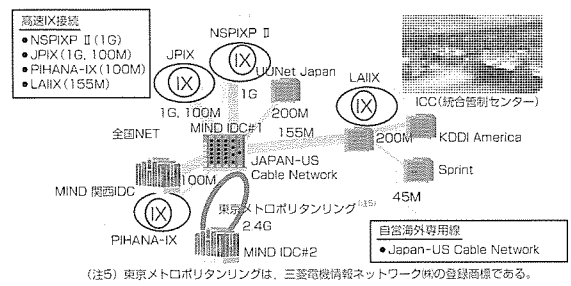 高速IX接続
● NSPIXP Ⅱ(1G)
● JPIX(1G, 100M)
● PIHANA-IX(100M)
● LAIIX(155M)
NSPIXP Ⅱ
JPIX
IX
IX
UUNet Japan
LAIIX
IX
ICC(統合管制センター)
1G, 100M
1G
200M
全国NET
MIND IDC#1
155M
200M
KDDI America
JAPAN-US
Cable Network
Sprint
MIND 関西IDC
100M
45M
IX
東京メトロポリタンリング(注5)
2.4G
PIHANA-IX
MIND IDC#2
自営海外専用線
● Japan-US Cable Network
(注5) 東京メトロポリタンリングは，三菱電機情報ネットワーク㈱の登録商標である。